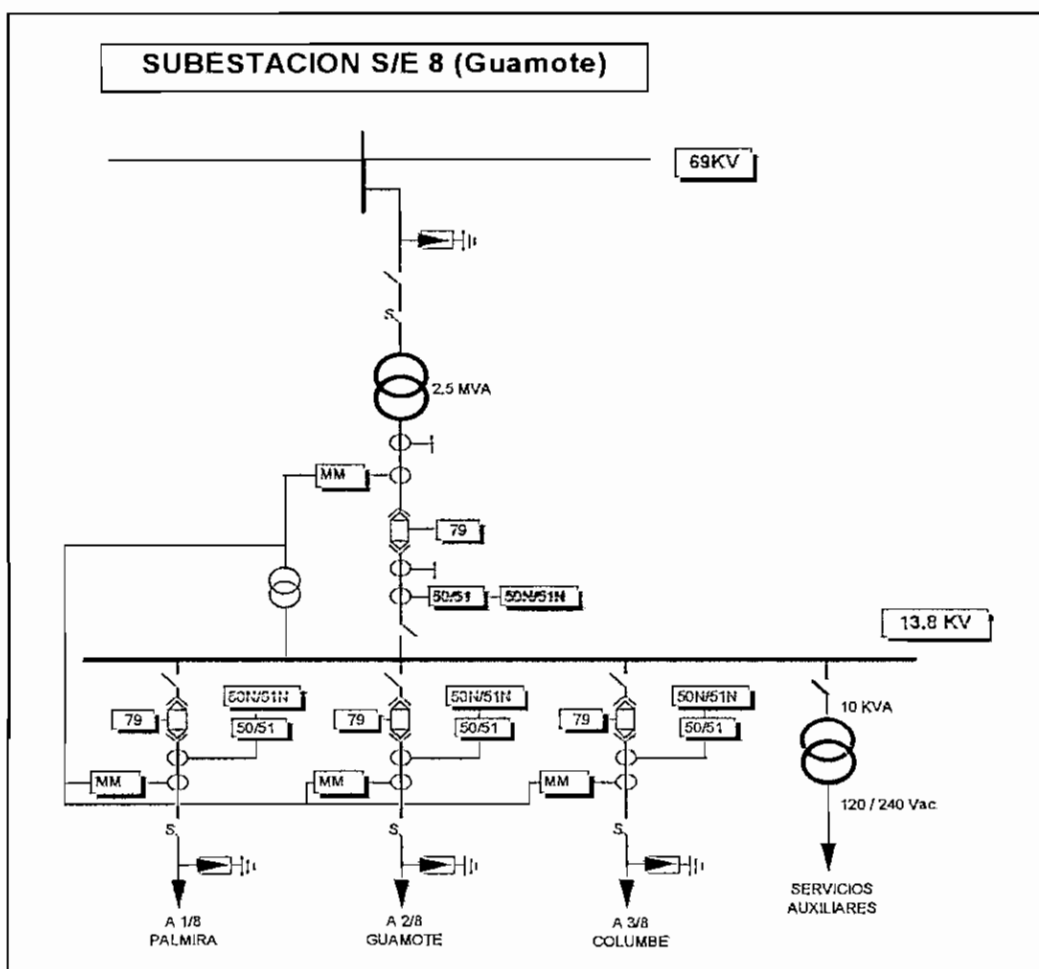 SUBESTACION S/E 8 (Guamote)
69KV
S.
2.5 MVA
MM
79
50/51 50N/51N
13.8 KV
50N/51N 50N/51N 50N/51N
79 50/51 79 50/51 79 50/51
10 KVA
MM MM MM
120 / 240 Vac.
S. S. S.
SERVICIOS
AUXILIARES
A 1/8
PALMIRA
A 2/8
GUAMOTE
A 3/8
COLUMBE